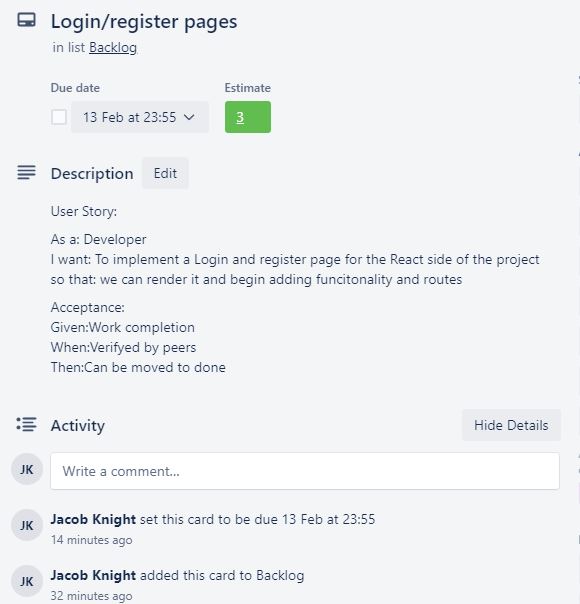 Login/register pages
in list Backlog
Due date
Estimate
13 Feb at 23:55
3
Description
Edit
User Story:
As a: Developer
I want: To implement a Login and register page for the React side of the project
so that: we can render it and begin adding funcitonality and routes
Acceptance:
Given:Work completion
When:Verifyed by peers
Then:Can be moved to done
Activity
Hide Details
JK
Write a comment...
JK
Jacob Knight set this card to be due 13 Feb at 23:55
14 minutes ago
JK
Jacob Knight added this card to Backlog
32 minutes ago